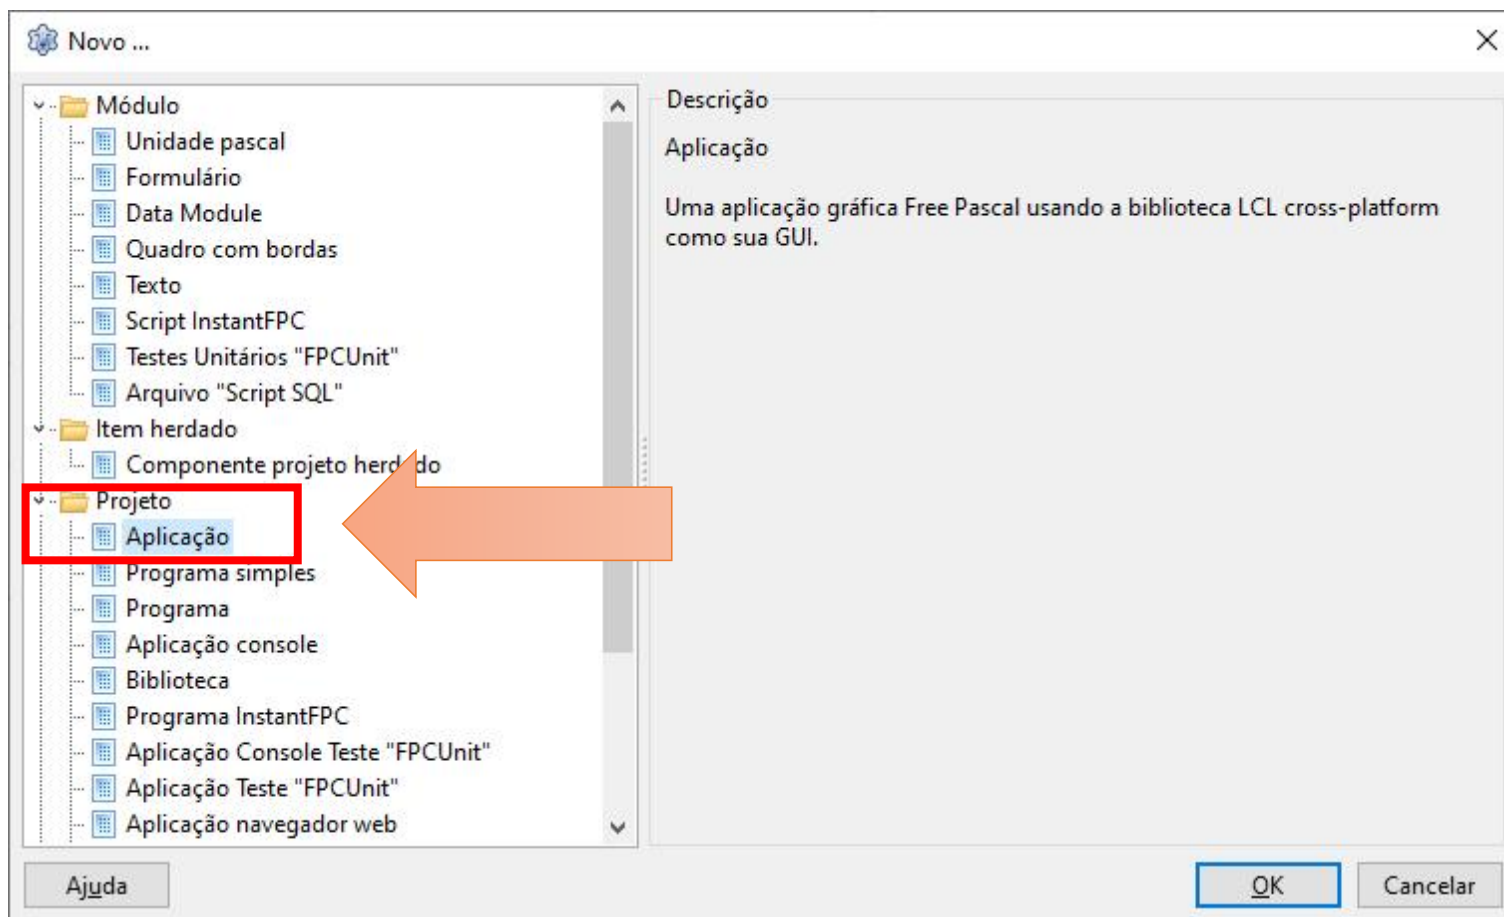 Novo ...
Módulo
Unidade pascal
Formulário
Data Module
Quadro com bordas
Texto
Script InstantFPC
Testes Unitários "FPCUnit"
Arquivo "Script SQL"
Item herdado
Componente projeto herdado
Projeto
Aplicação
Programa simples
Programa
Aplicação console
Biblioteca
Programa InstantFPC
Aplicação Console Teste "FPCUnit"
Aplicação Teste "FPCUnit"
Aplicação navegador web
Descrição
Aplicação
Uma aplicação gráfica Free Pascal usando a biblioteca LCL cross-platform
como sua GUI.
Ajuda
OK
Cancelar